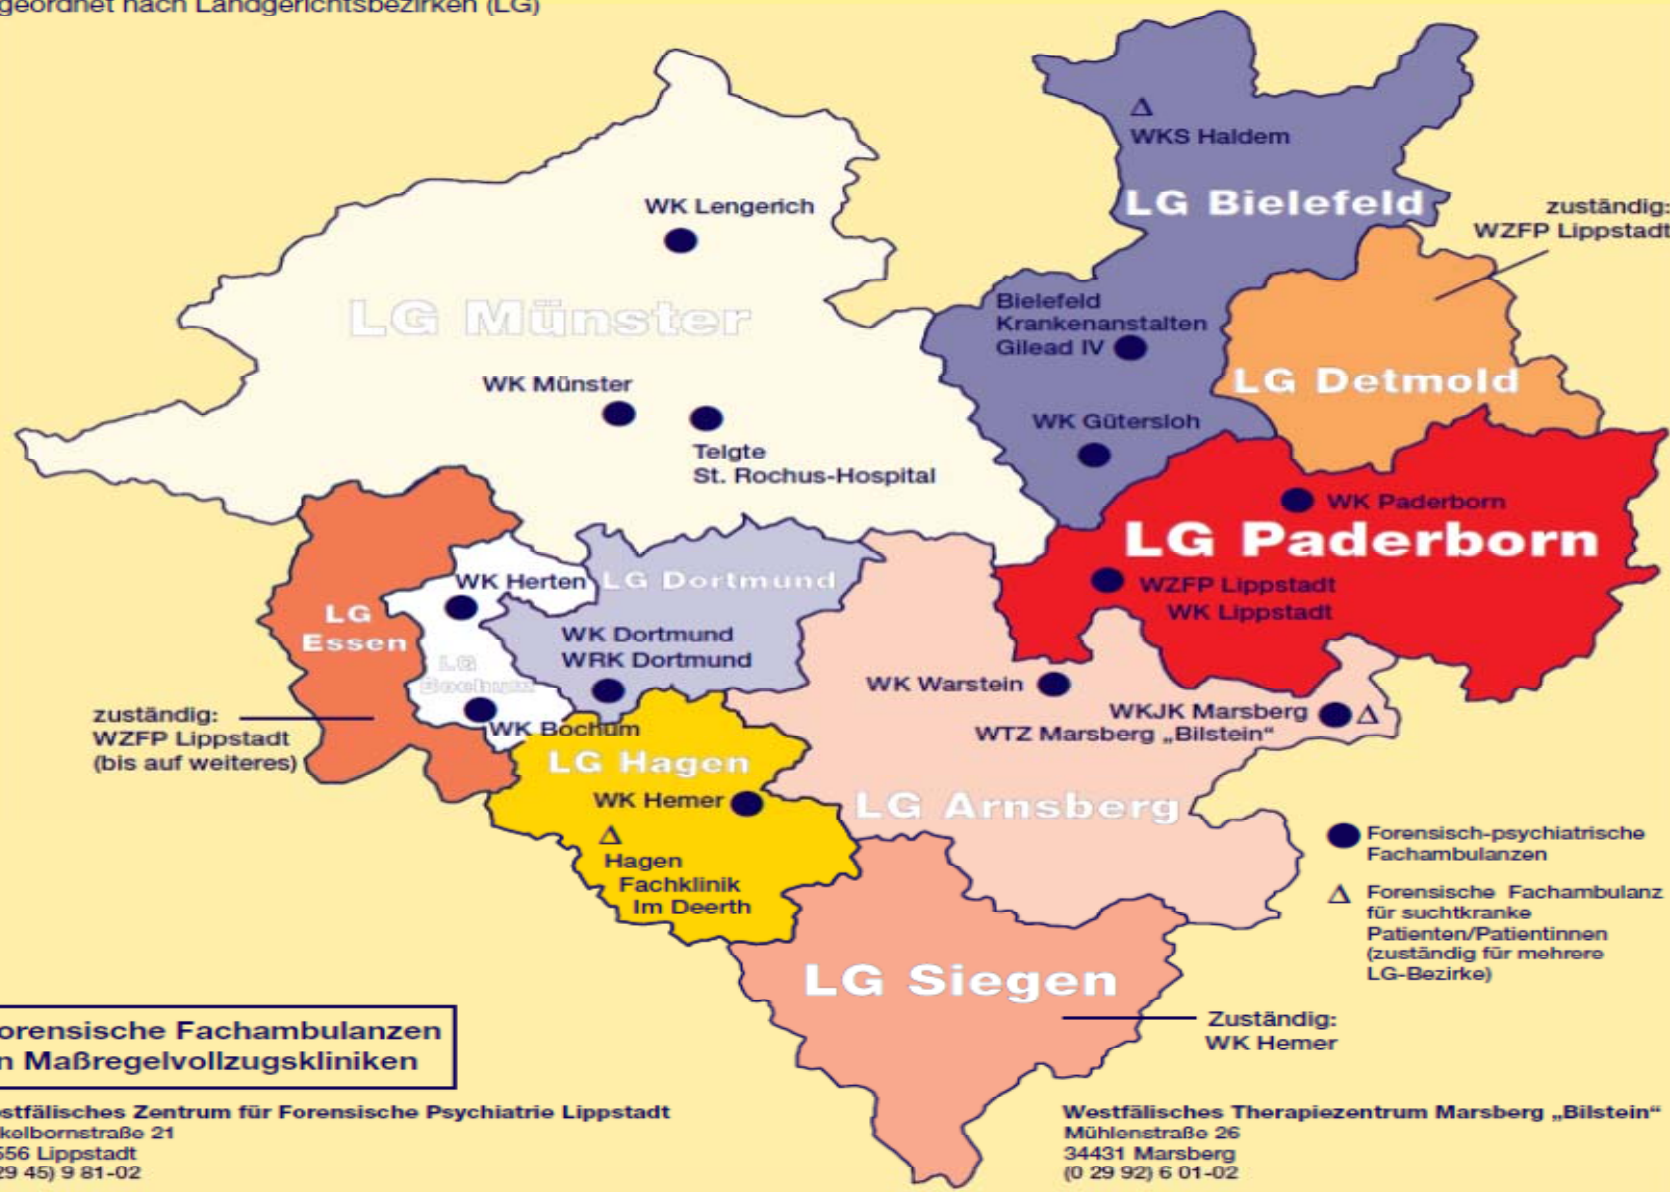 geordnet nach Landgerichtsbezirken (LG)
WKS Haldem
LG Bielefeld
zuständig:
WZFP Lippstadt
WK Lengerich
LG Münster
Bielefeld
Krankenanstalten
Gilead IV
LG Detmold
WK Münster
WK Gütersloh
Telgte
St. Rochus-Hospital
WK Paderborn
LG Paderborn
WK Herten
LG Dortmund
WZFP Lippstadt
WK Lippstadt
LG
Essen
WK Dortmund
WRK Dortmund
LG
Bochum
WK Warstein
WKJK Marsberg
WTZ Marsberg „Bilstein“
zuständig:
WZFP Lippstadt
(bis auf weiteres)
WK Bochum
LG Hagen
WK Hemer
LG Arnsberg
Hagen
Fachklinik
Im Deerth
Forensisch-psychiatrische
Fachambulanzen
Δ Forensische Fachambulanz
für suchtkranke
Patienten/Patientinnen
(zuständig für mehrere
LG-Bezirke)
LG Siegen
Zuständig:
WK Hemer
orensische Fachambulanzen
n Maßregelvollzugskliniken
stfälisches Zentrum für Forensische Psychiatrie Lippstadt
kelbornstraße 21
556 Lippstadt
29 45) 9 81-02
Westfälisches Therapiezentrum Marsberg „Bilstein“
Mühlenstraße 26
34431 Marsberg
(0 29 92) 6 01-02